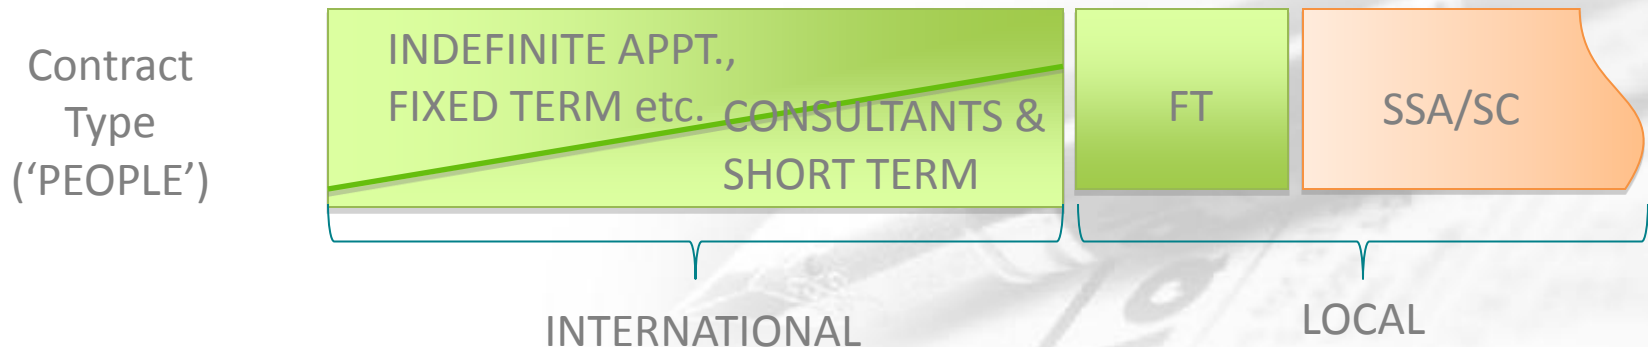 Contract
Type
(‘PEOPLE’)
INDEFINITE APPT.,
FIXED TERM etc.
CONSULTANTS &
SHORT TERM
FT
SSA/SC
INTERNATIONAL
LOCAL